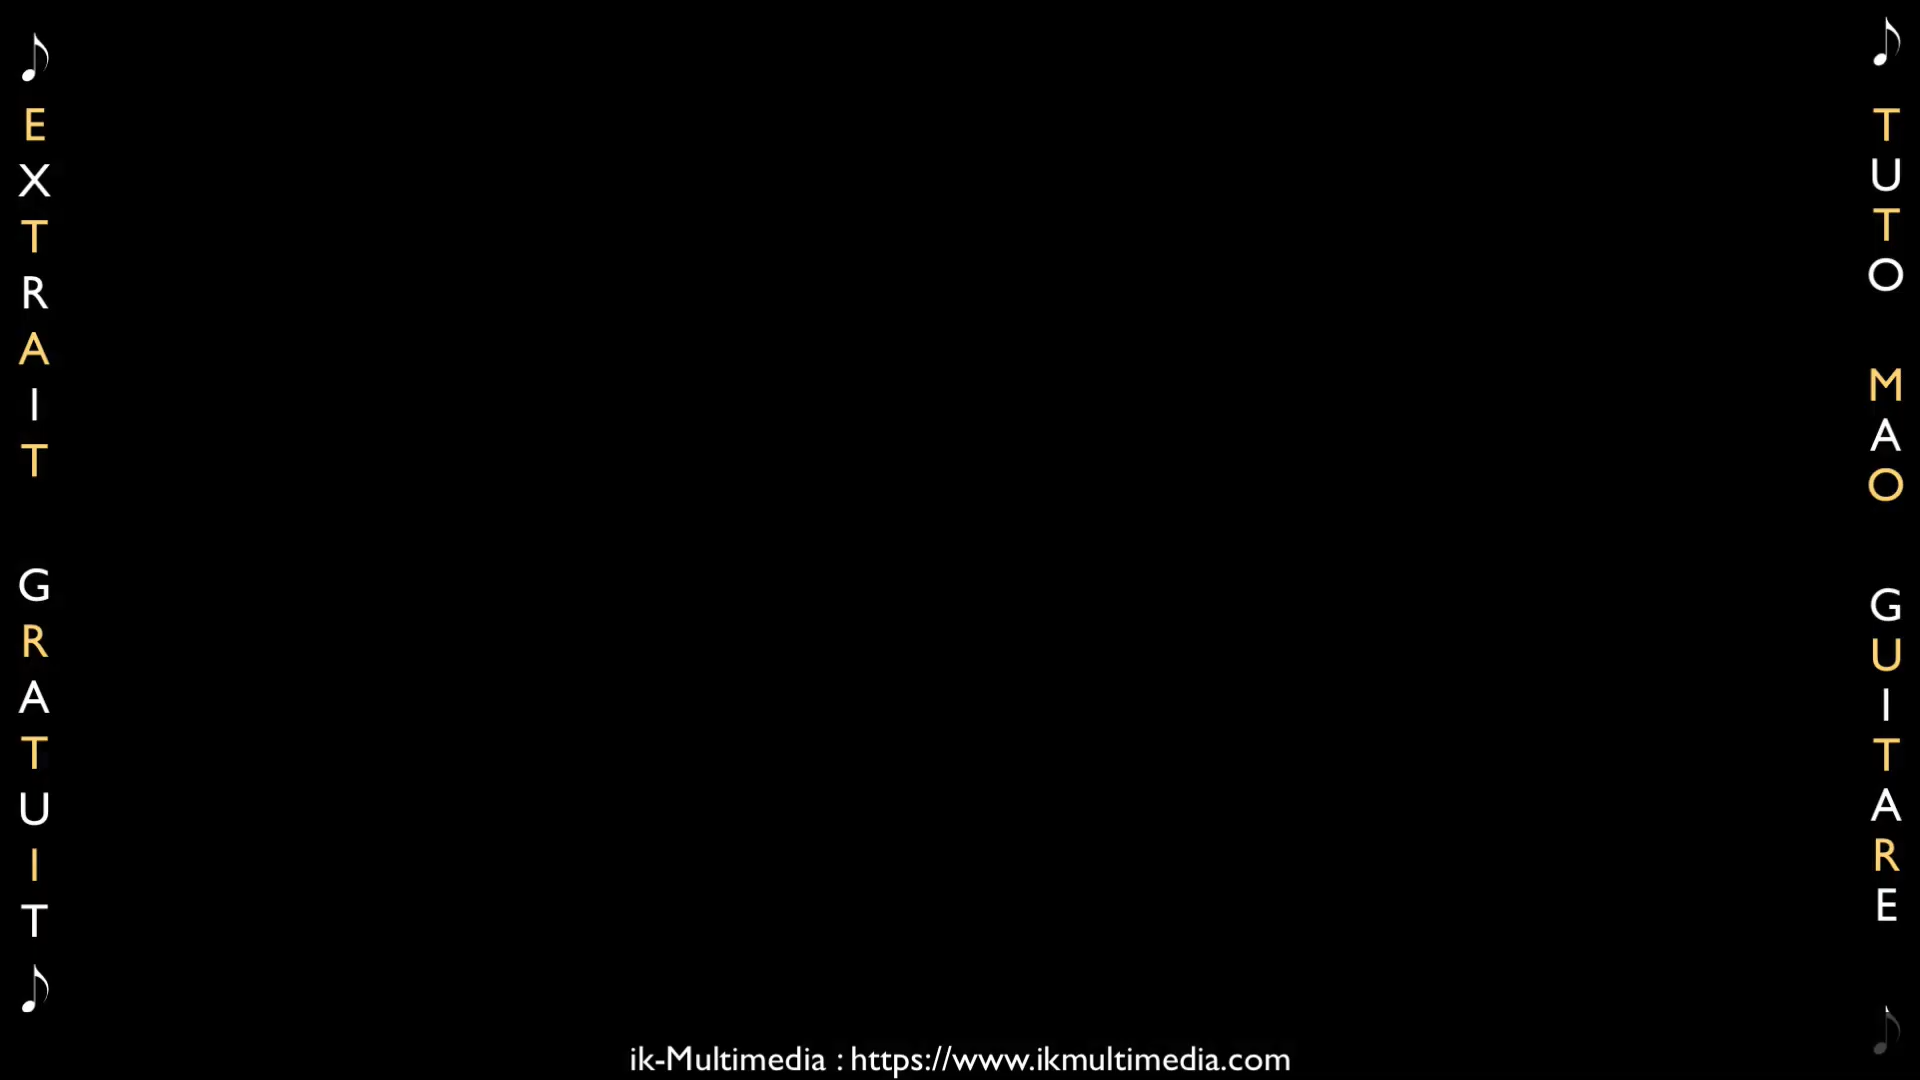 ♪ EXTRAIT GRATUIT ♪
♪ TUTO MAO GUITARE ♪
ik-Multimedia : https://www.ikmultimedia.com